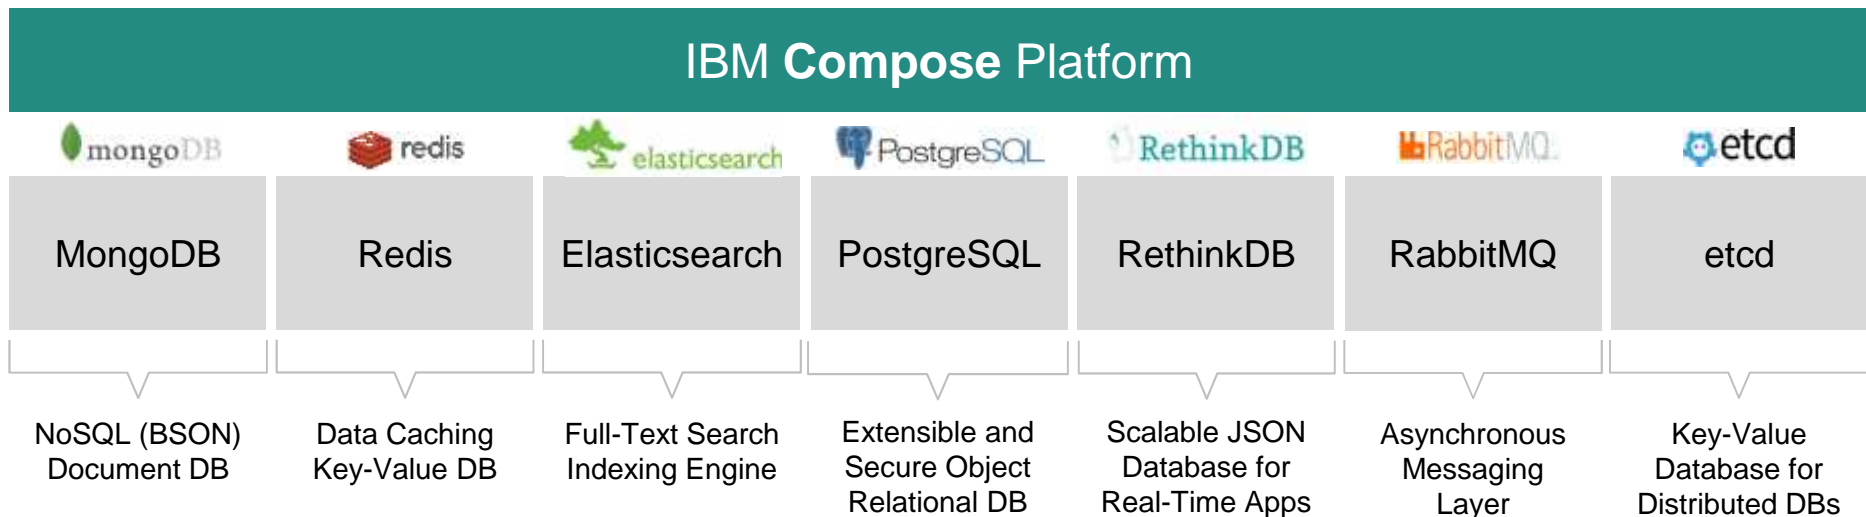 IBM Compose Platform
mongoDB
redis
elasticsearch
PostgreSQL
RethinkDB
RabbitMQ
etcd
MongoDB
Redis
Elasticsearch
PostgreSQL
RethinkDB
RabbitMQ
etcd
NoSQL (BSON)
Document DB
Data Caching
Key-Value DB
Full-Text Search
Indexing Engine
Extensible and
Secure Object
Relational DB
Scalable JSON
Database for
Real-Time Apps
Asynchronous
Messaging
Layer
Key-Value
Database for
Distributed DBs